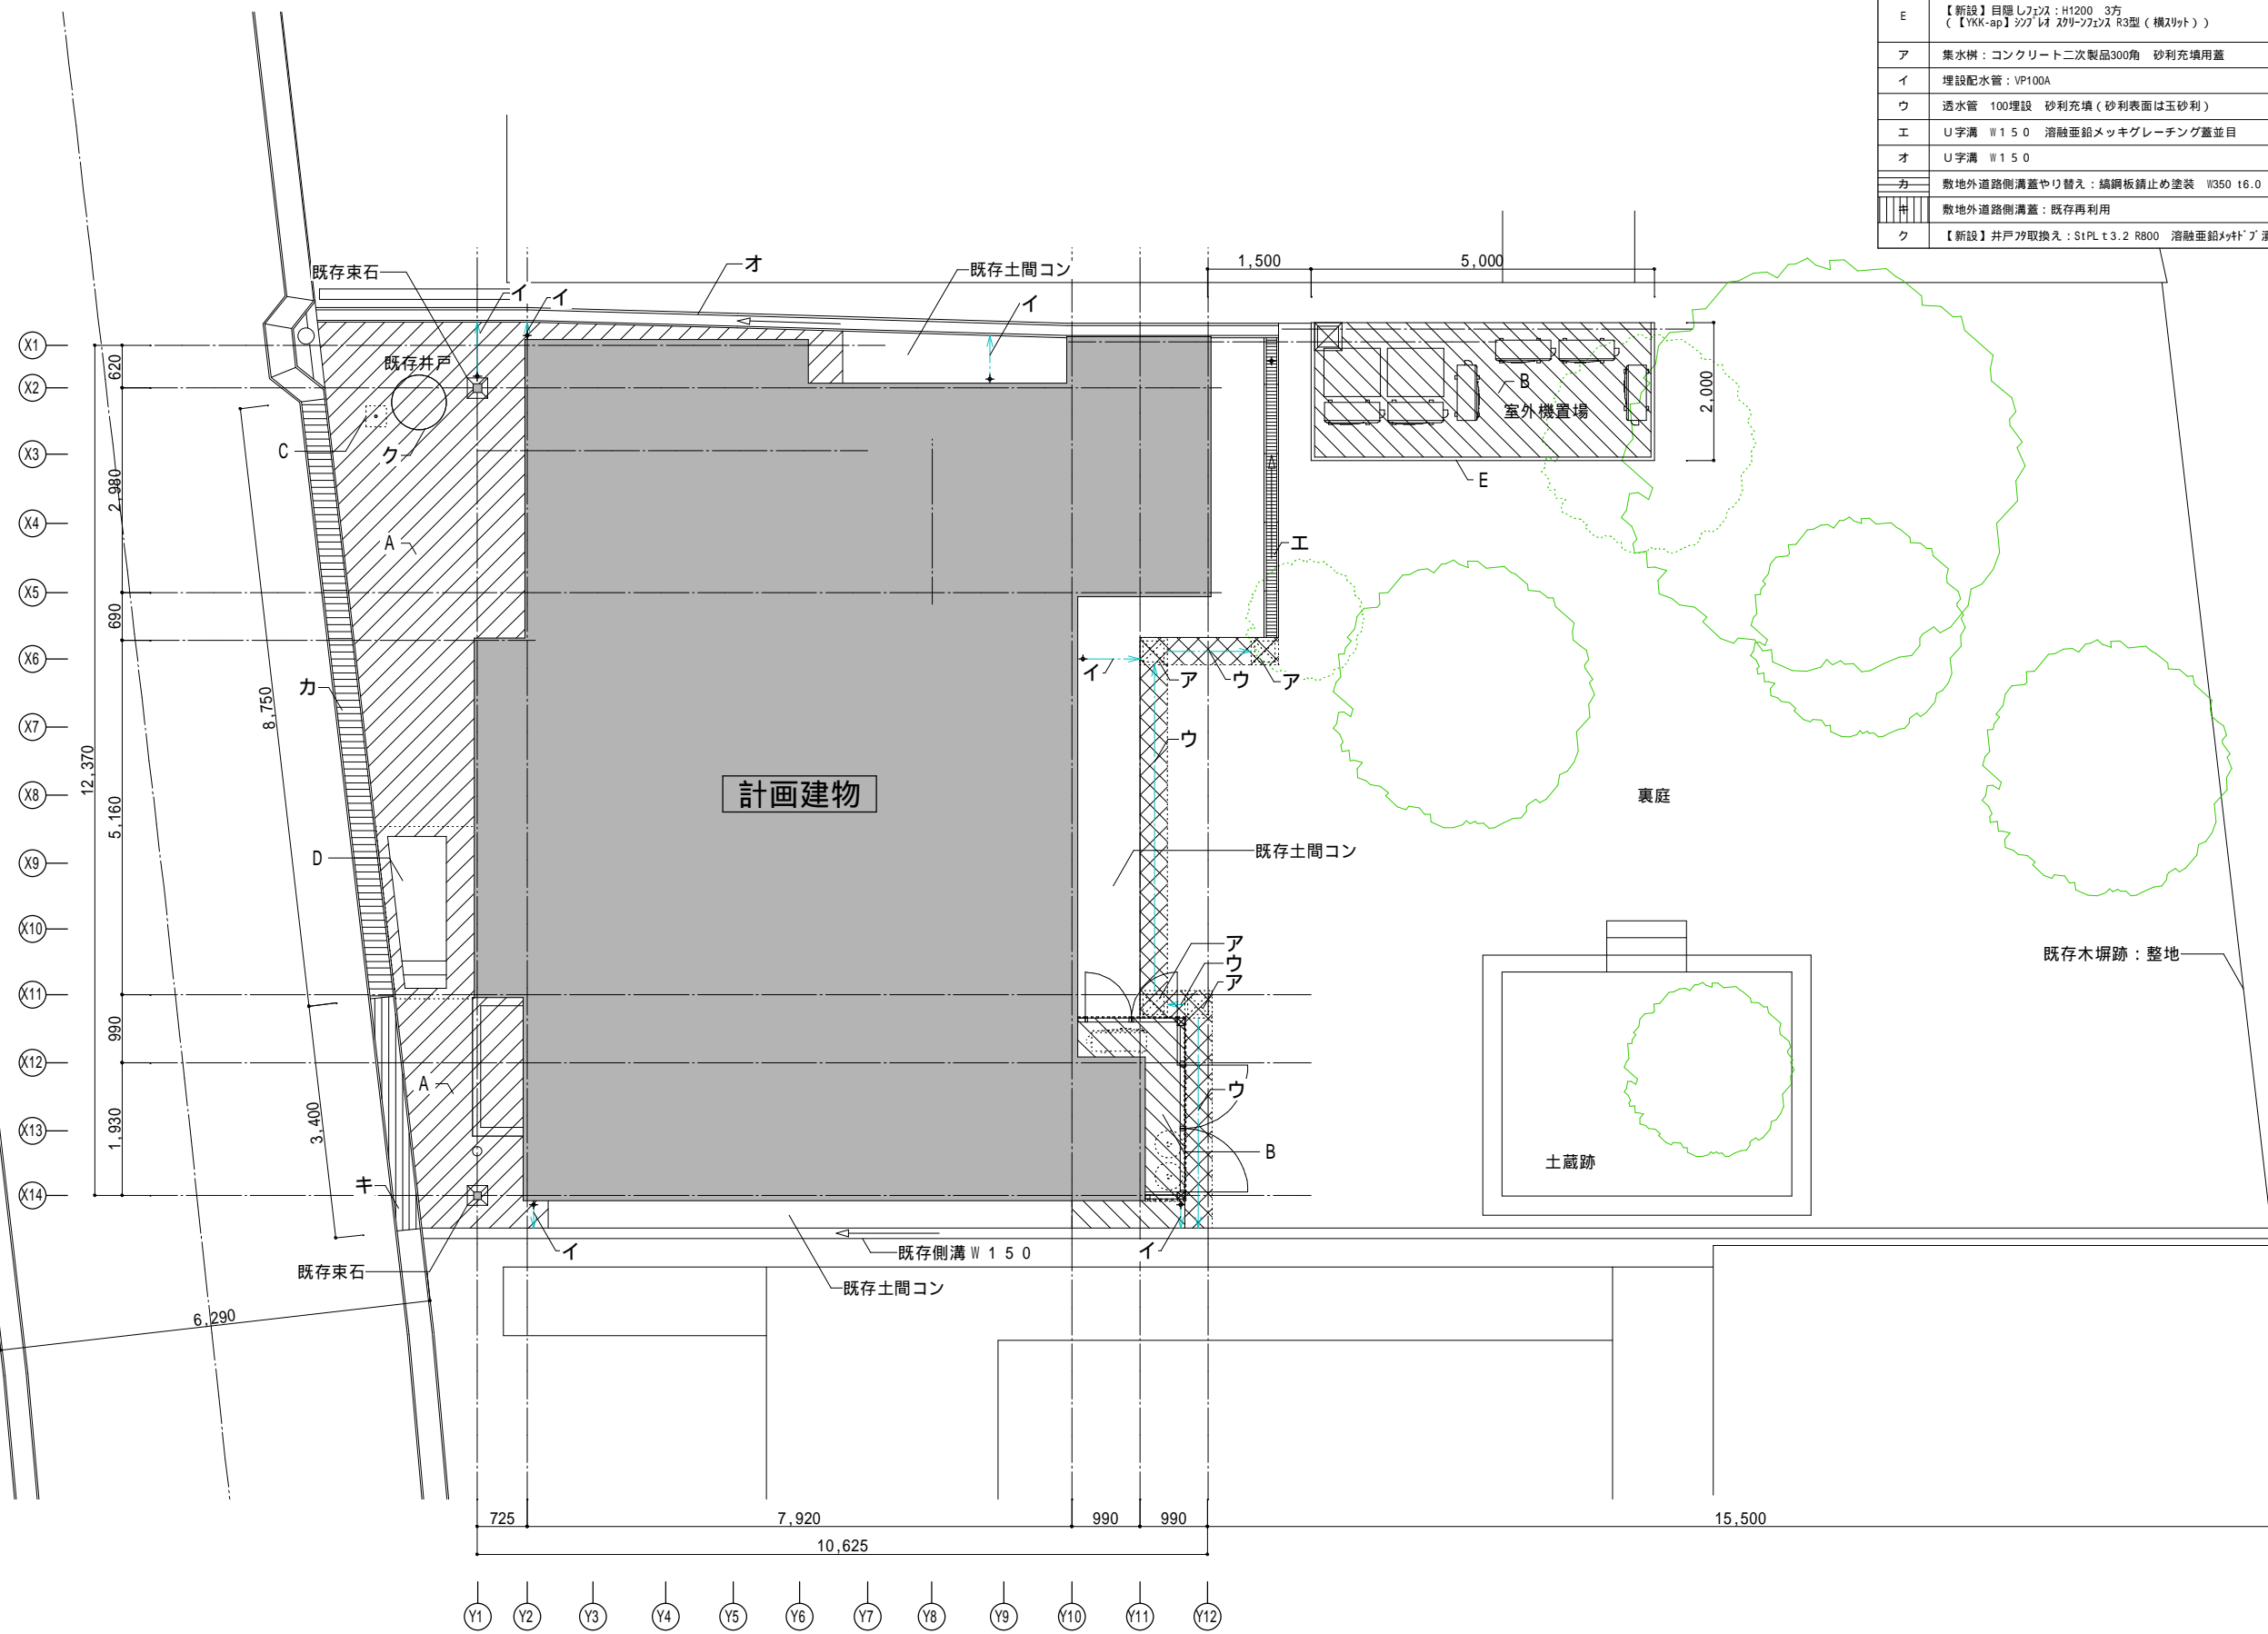 E 【新設】目隠しフェンス：H1200　3方
（【YKK-ap】シンプレオ スクリーンフェンス R3型（横スリット））
ア 集水桝：コンクリート二次製品300角　砂利充填用蓋
イ 埋設配水管：VP100A
ウ 透水管　100埋設　砂利充填（砂利表面は玉砂利）
エ U字溝　W150　溶融亜鉛メッキグレーチング蓋並目
オ U字溝　W150
カ 敷地外道路側溝蓋やり替え：縞鋼板錆止め塗装　W350 t6.0
キ 敷地外道路側溝蓋：既存再利用
ク 【新設】井戸フタ取換え：StPL t3.2 R800　溶融亜鉛メッキドブ
1,500
5,000
既存束石
イ
イ
オ
既存土間コン
イ
X1
620
既存井戸
X2
B
室外機置場
2,000
C
ク
X3
2,980
E
X4
A
エ
X5
690
X6
イ
ア
ウ
ア
カ
8,750
X7
ウ
12,370
X8
計画建物
裏庭
5,160
X9
D
既存土間コン
X10
ア
ウ
ア
既存木塀跡：整地
X11
990
X12
A
ウ
3,400
X13
1,930
B
土蔵跡
キ
X14
イ
既存側溝W150
イ
既存束石
既存土間コン
6,290
725
7,920
990
990
15,500
10,625
Y1
Y2
Y3
Y4
Y5
Y6
Y7
Y8
Y9
Y10
Y11
Y12